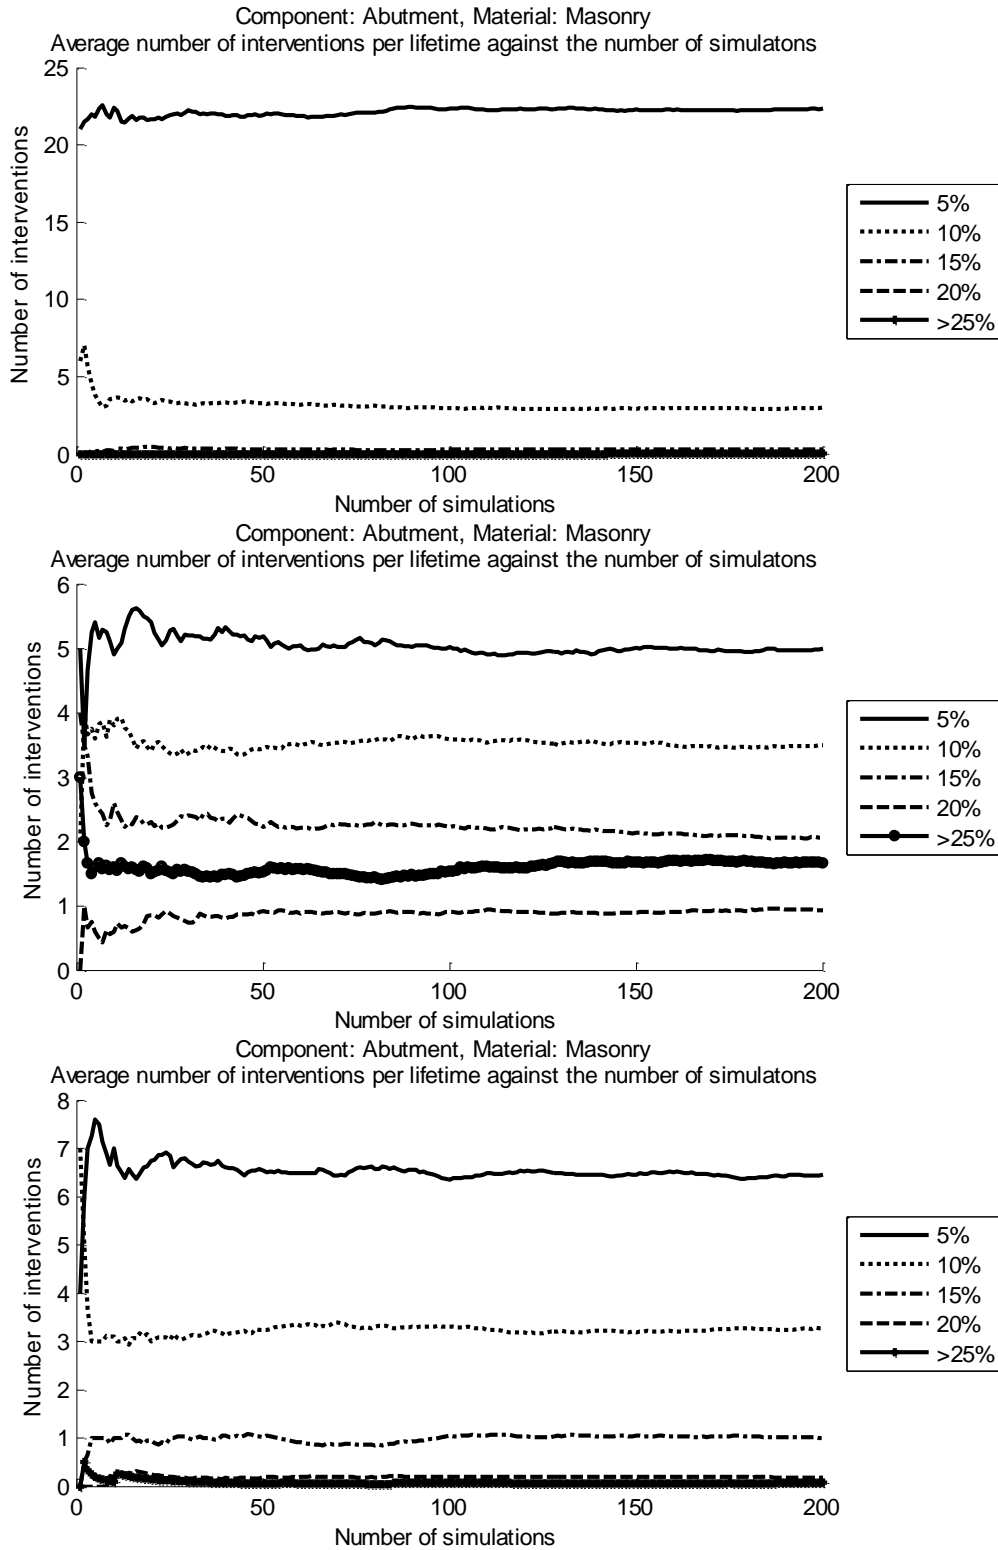 Component: Abutment, Material: Masonry
Average number of interventions per lifetime against the number of simulatons
25
20
15
10
5
0
Number of interventions
0 50 100 150 200
Number of simulations
5%
10%
15%
20%
>25%
Component: Abutment, Material: Masonry
Average number of interventions per lifetime against the number of simulatons
6
5
4
3
2
1
0
Number of interventions
0 50 100 150 200
Number of simulations
5%
10%
15%
20%
>25%
Component: Abutment, Material: Masonry
Average number of interventions per lifetime against the number of simulatons
8
7
6
5
4
3
2
1
0
Number of interventions
0 50 100 150 200
Number of simulations
5%
10%
15%
20%
>25%